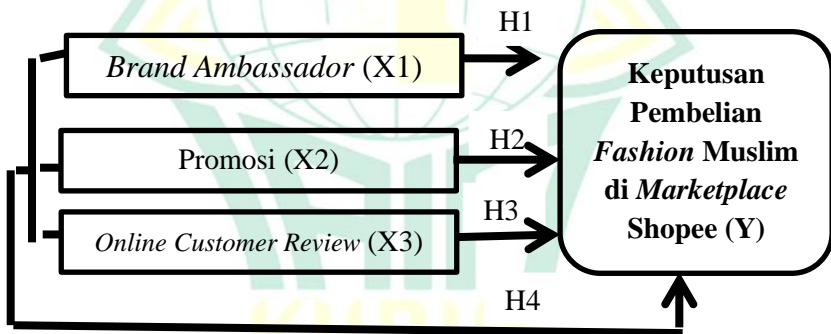 H1
Brand Ambassador (X1)
Promosi (X2)
H2
Online Customer Review (X3)
H3
H4
Keputusan
Pembelian
Fashion Muslim
di Marketplace
Shopee (Y)